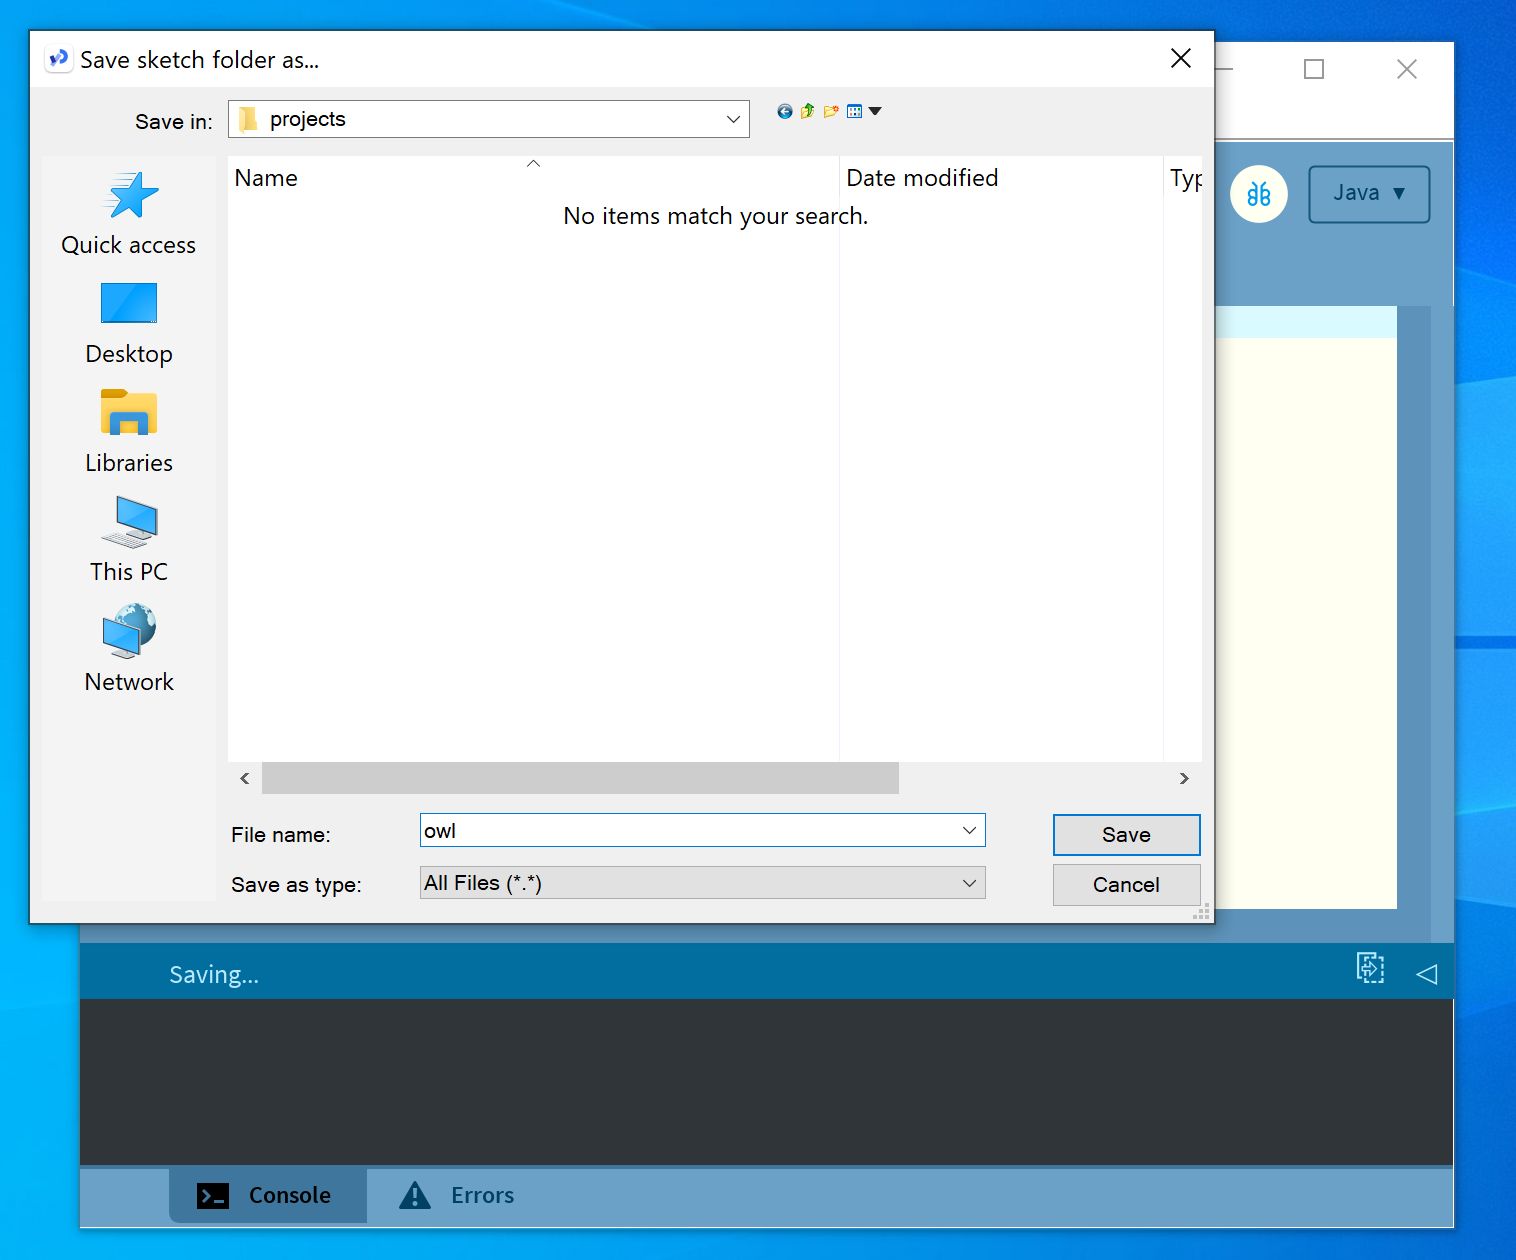 Save sketch folder as...
Save in: projects
Name
Date modified
Typ
No items match your search.
Quick access
Desktop
Libraries
This PC
Network
File name: owl
Save
Save as type: All Files (*.*)
Cancel
Java ▼
Saving...
Console
Errors